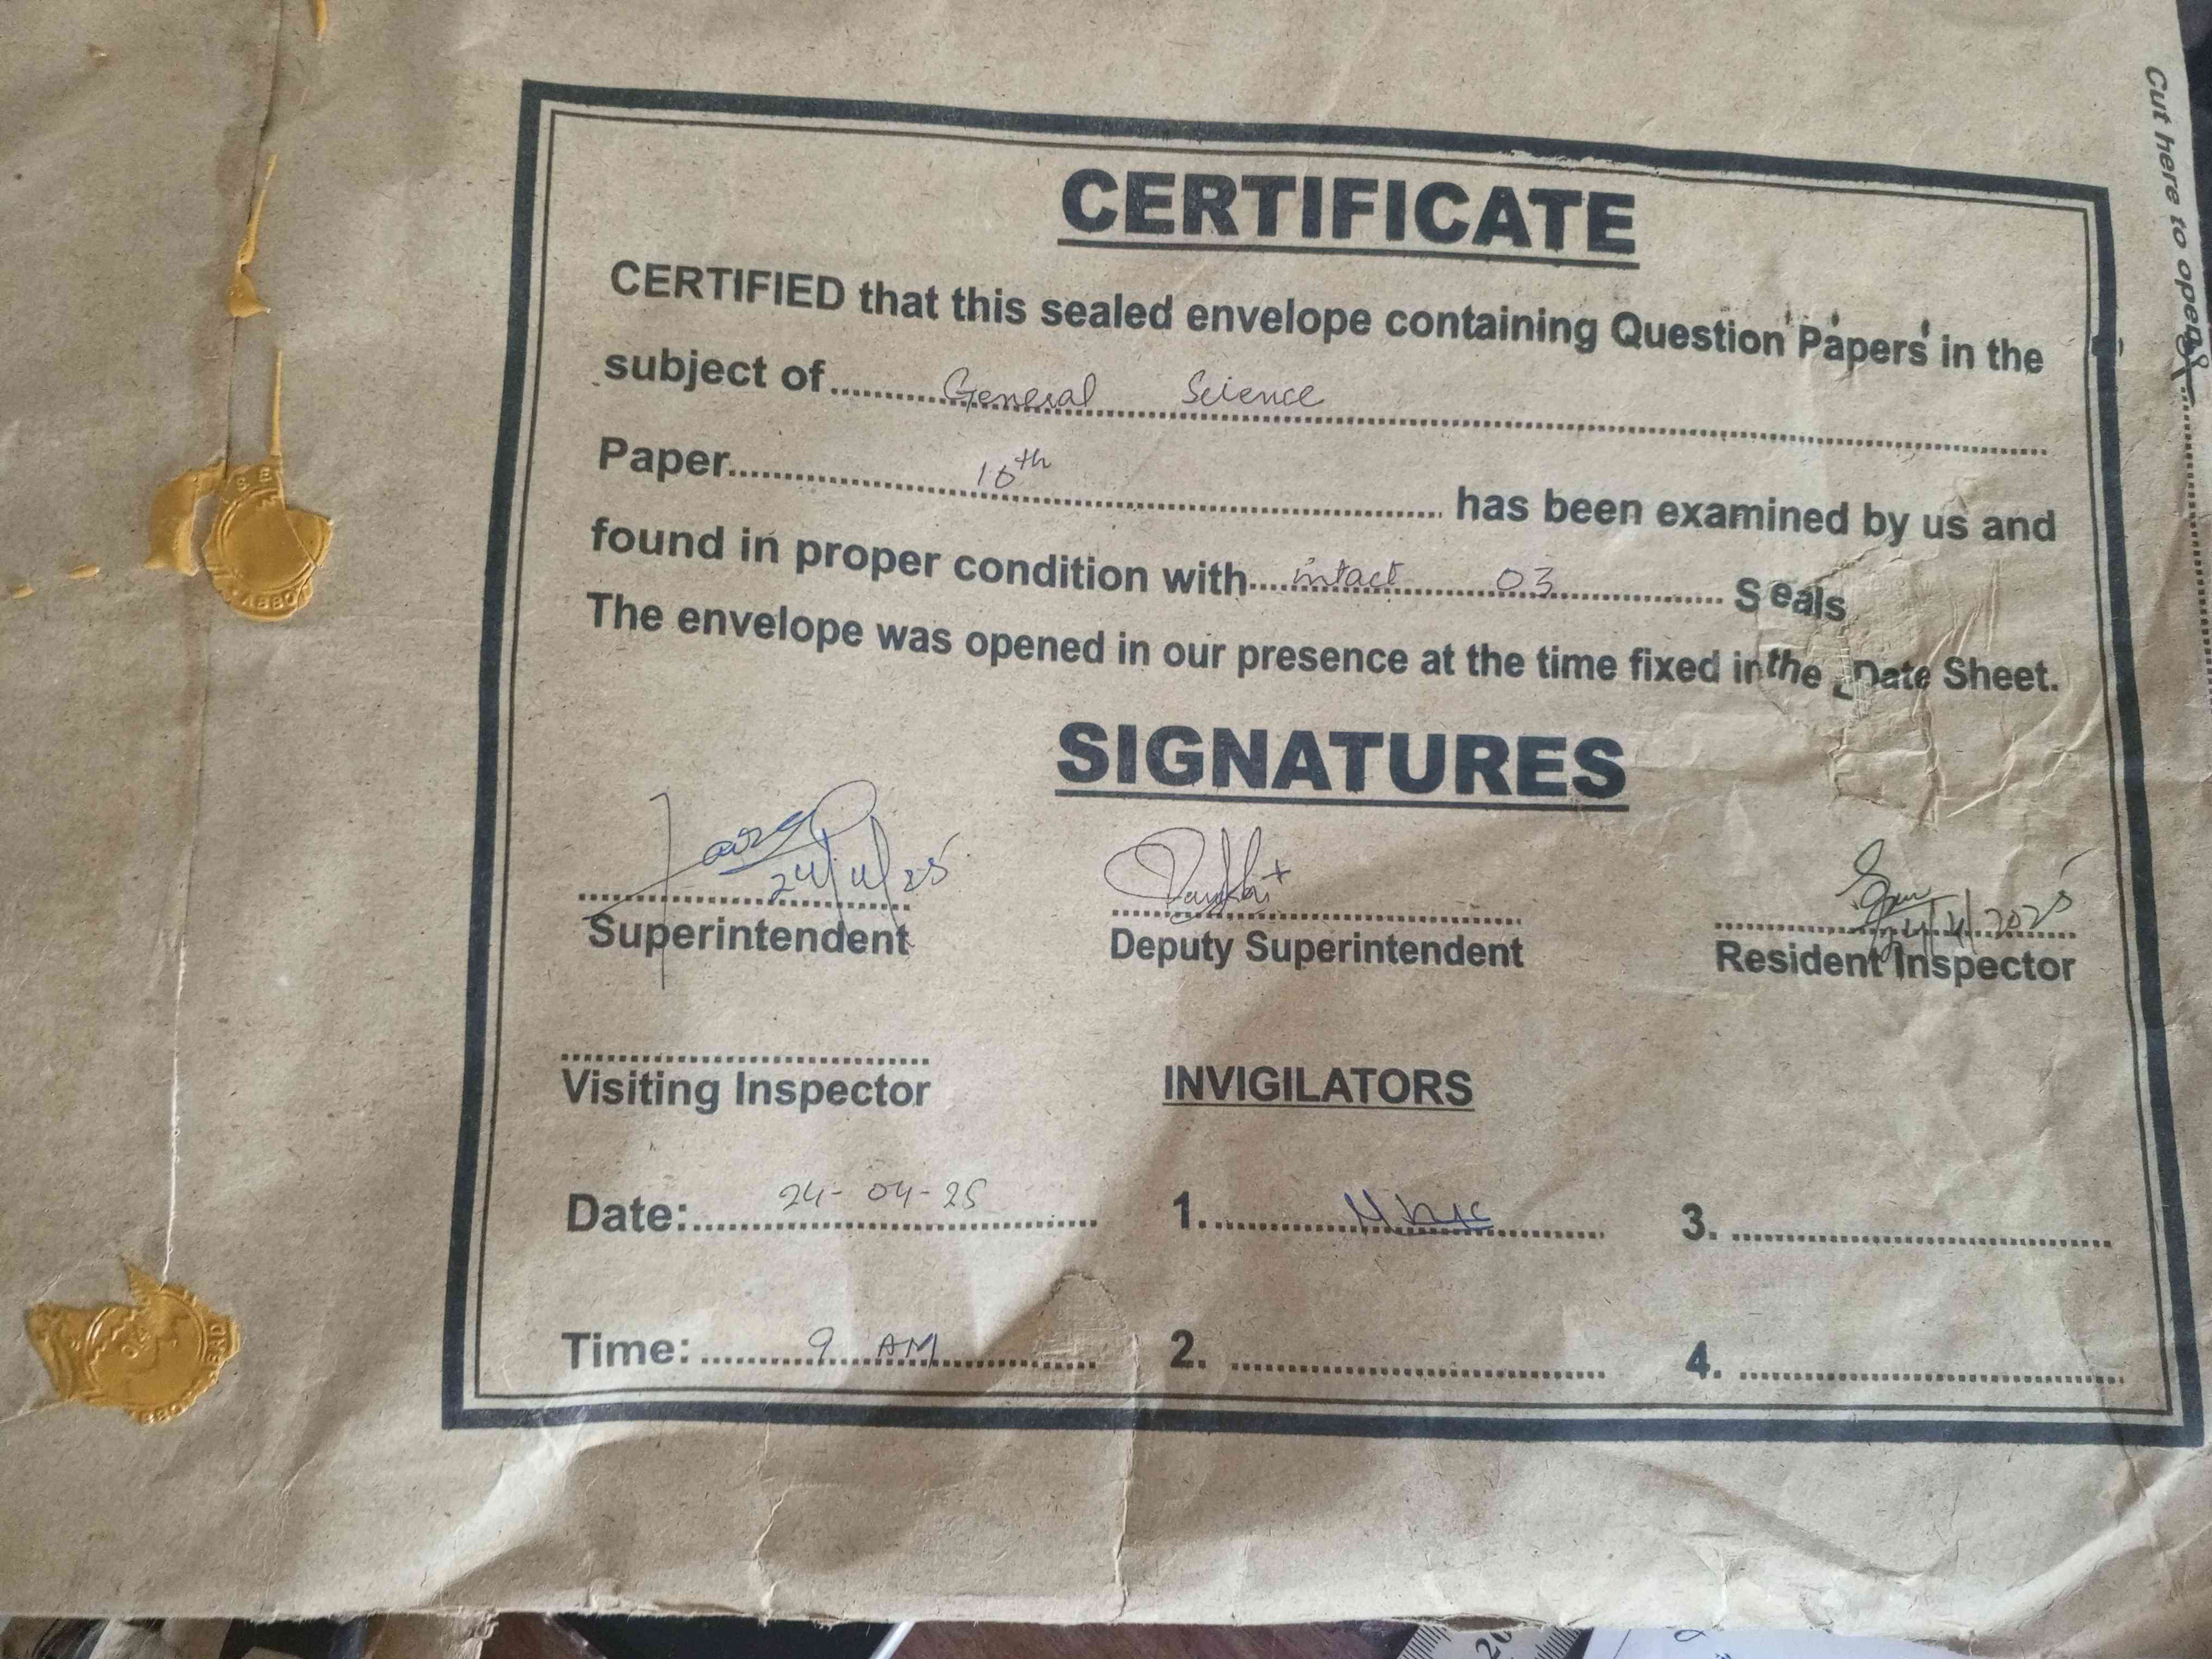 Cut here to open
CERTIFICATE
CERTIFIED that this sealed envelope containing Question Papers in the
subject of General Science
Paper 10th has been examined by us and
found in proper condition with intact 03 Seals
The envelope was opened in our presence at the time fixed in the Date Sheet.
SIGNATURES
24/4/25
24/4/2025
Superintendent Deputy Superintendent Resident Inspector
Visiting Inspector INVIGILATORS
Date: 24-04-25 1. 3.
Time: 9 AM 2. 4.